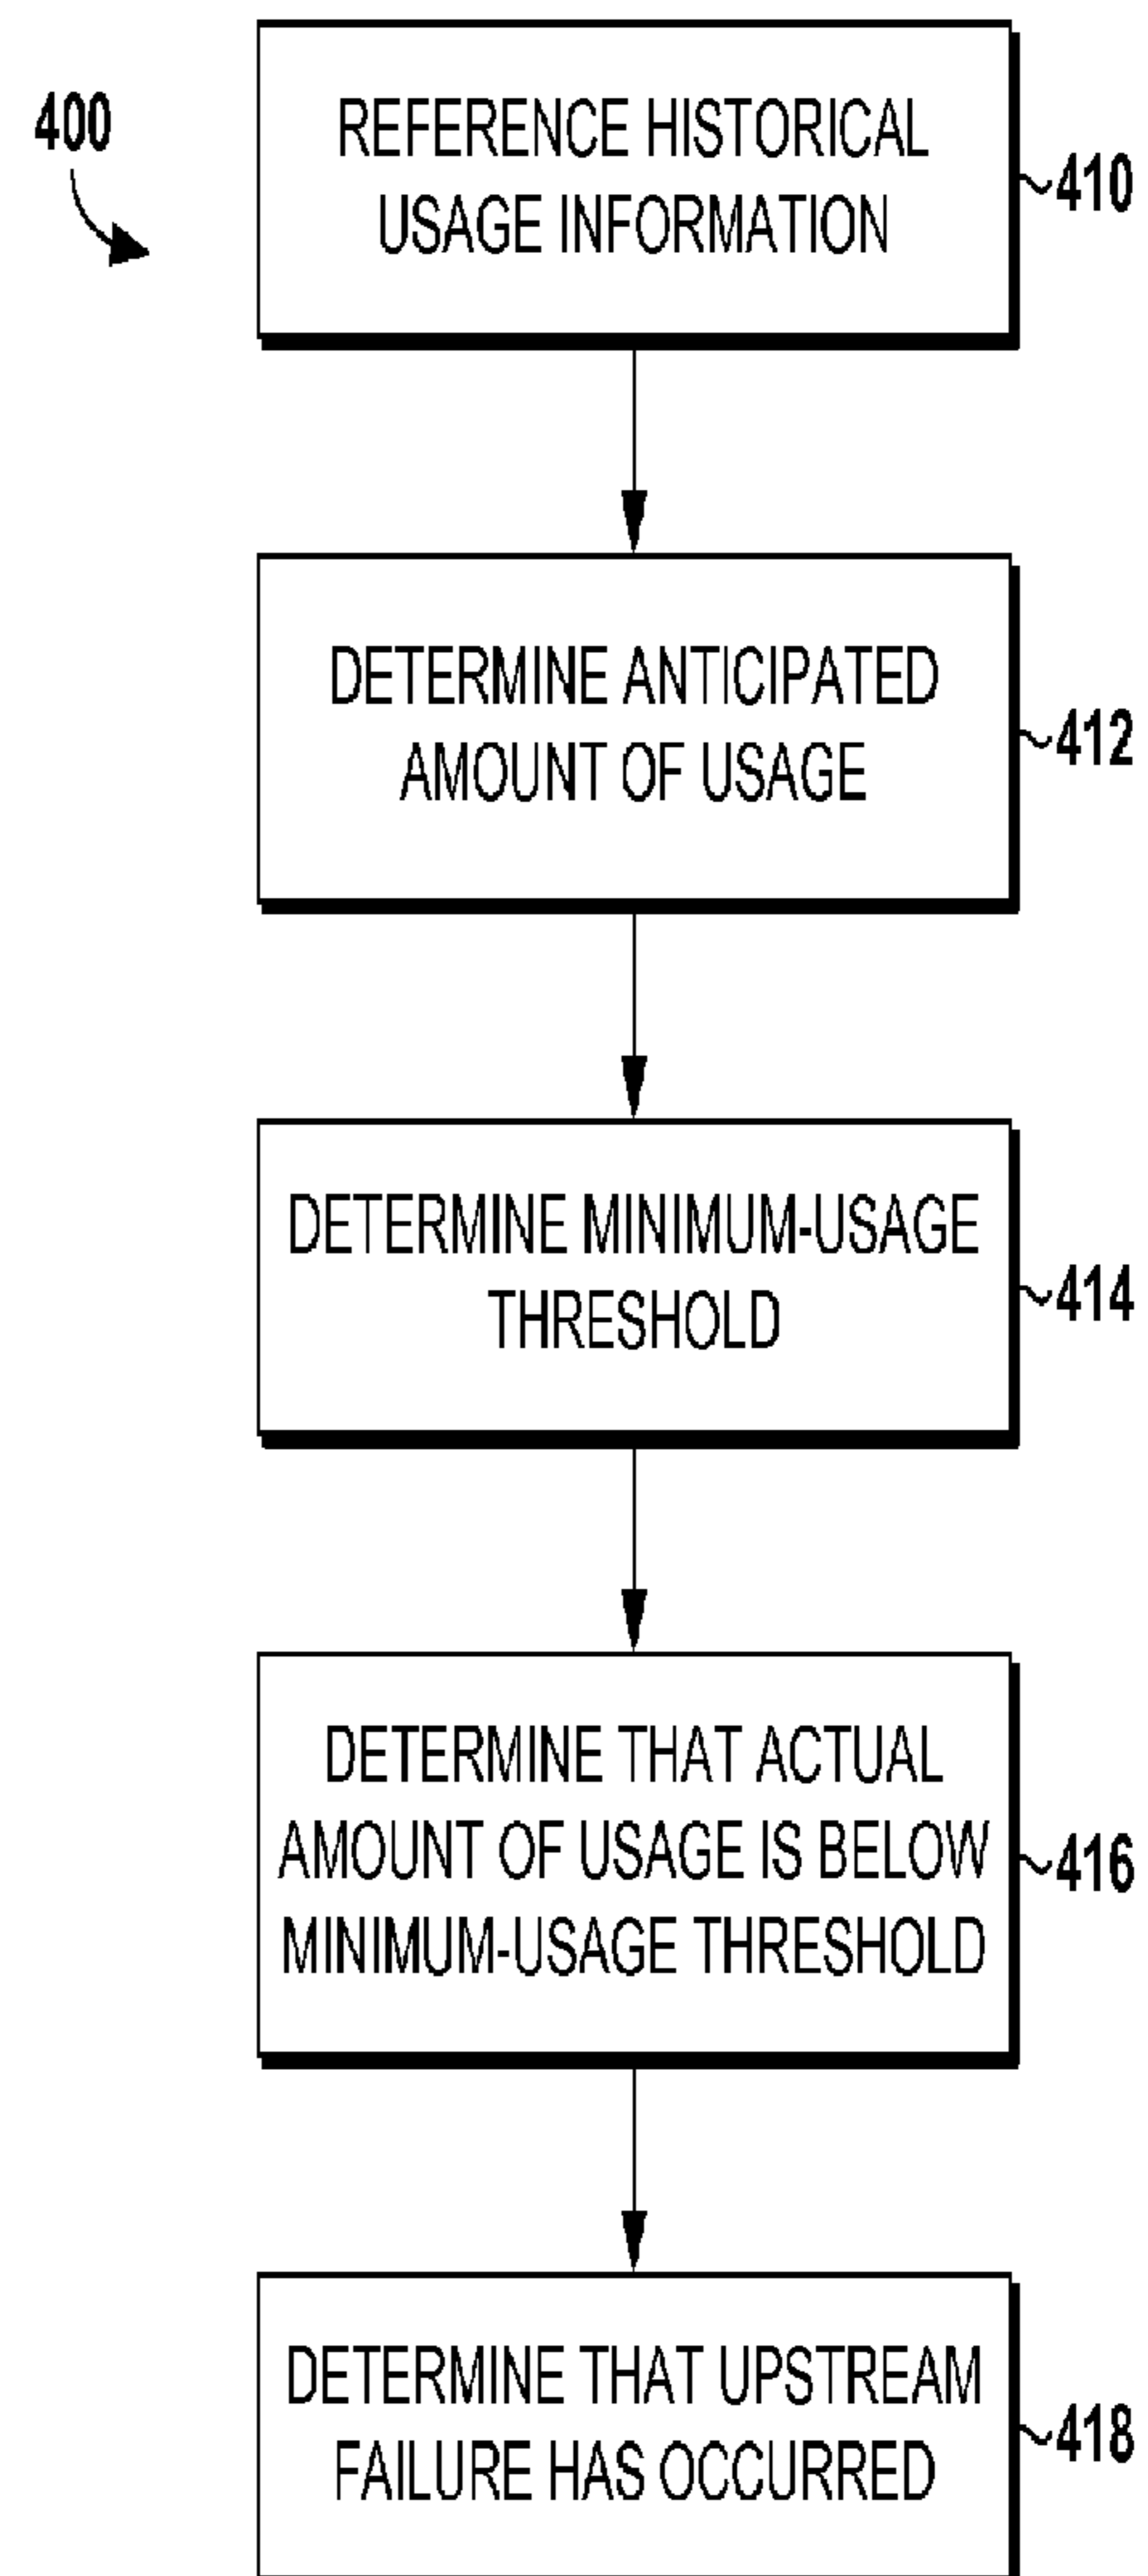 400
REFERENCE HISTORICAL
USAGE INFORMATION
410
DETERMINE ANTICIPATED
AMOUNT OF USAGE
412
DETERMINE MINIMUM-USAGE
THRESHOLD
414
DETERMINE THAT ACTUAL
AMOUNT OF USAGE IS BELOW
MINIMUM-USAGE THRESHOLD
416
DETERMINE THAT UPSTREAM
FAILURE HAS OCCURRED
418